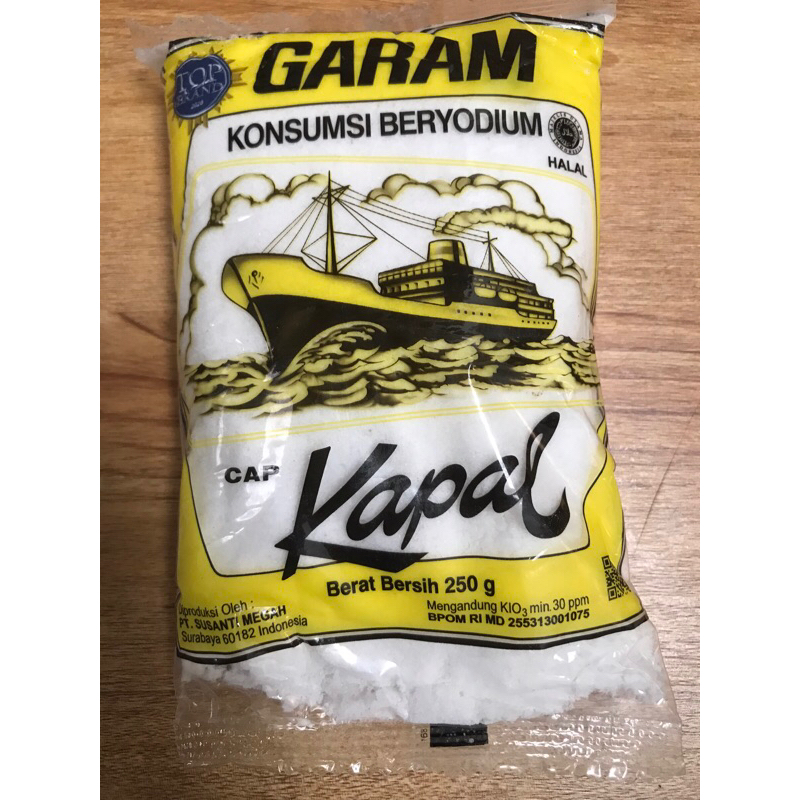 TOP
BRAND
GARAM
KONSUMSI BERYODIUM
HALAL
CAP
Kapal
Berat Bersih 250 g
Diproduksi Oleh :
PT. SUSANTI MEGAH
Surabaya 60182 Indonesia
Mengandung KIO₃ min. 30 ppm
BPOM RI MD 255313001075